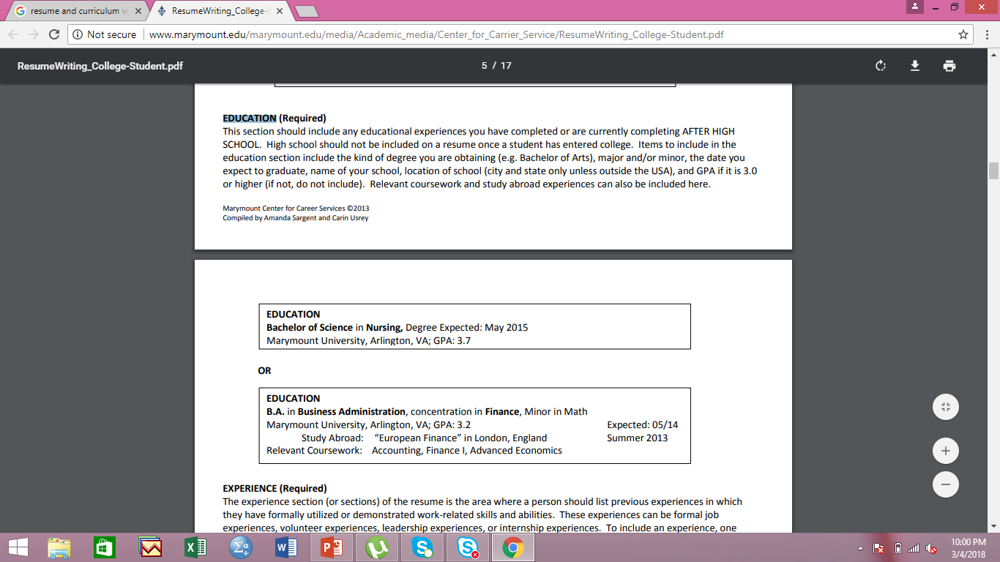 resume and curriculum vi
ResumeWriting_College-S
Not secure
www.marymount.edu/marymount.edu/media/Academic_media/Center_for_Carrier_Service/ResumeWriting_College-Student.pdf
ResumeWriting_College-Student.pdf
5 / 17
EDUCATION (Required)
This section should include any educational experiences you have completed or are currently completing AFTER HIGH
SCHOOL. High school should not be included on a resume once a student has entered college. Items to include in the
education section include the kind of degree you are obtaining (e.g. Bachelor of Arts), major and/or minor, the date you
expect to graduate, name of your school, location of school (city and state only unless outside the USA), and GPA if it is 3.0
or higher (if not, do not include). Relevant coursework and study abroad experiences can also be included here.
Marymount Center for Career Services ©2013
Compiled by Amanda Sargent and Carin Usrey
EDUCATION
Bachelor of Science in Nursing, Degree Expected: May 2015
Marymount University, Arlington, VA; GPA: 3.7
OR
EDUCATION
B.A. in Business Administration, concentration in Finance, Minor in Math
Marymount University, Arlington, VA; GPA: 3.2 Expected: 05/14
Study Abroad: “European Finance” in London, England Summer 2013
Relevant Coursework: Accounting, Finance I, Advanced Economics
EXPERIENCE (Required)
The experience section (or sections) of the resume is the area where a person should list previous experiences in which
they have formally utilized or demonstrated work-related skills and abilities. These experiences can be formal job
experiences, volunteer experiences, leadership experiences, or internship experiences. To include an experience, one
10:00 PM
3/4/2018